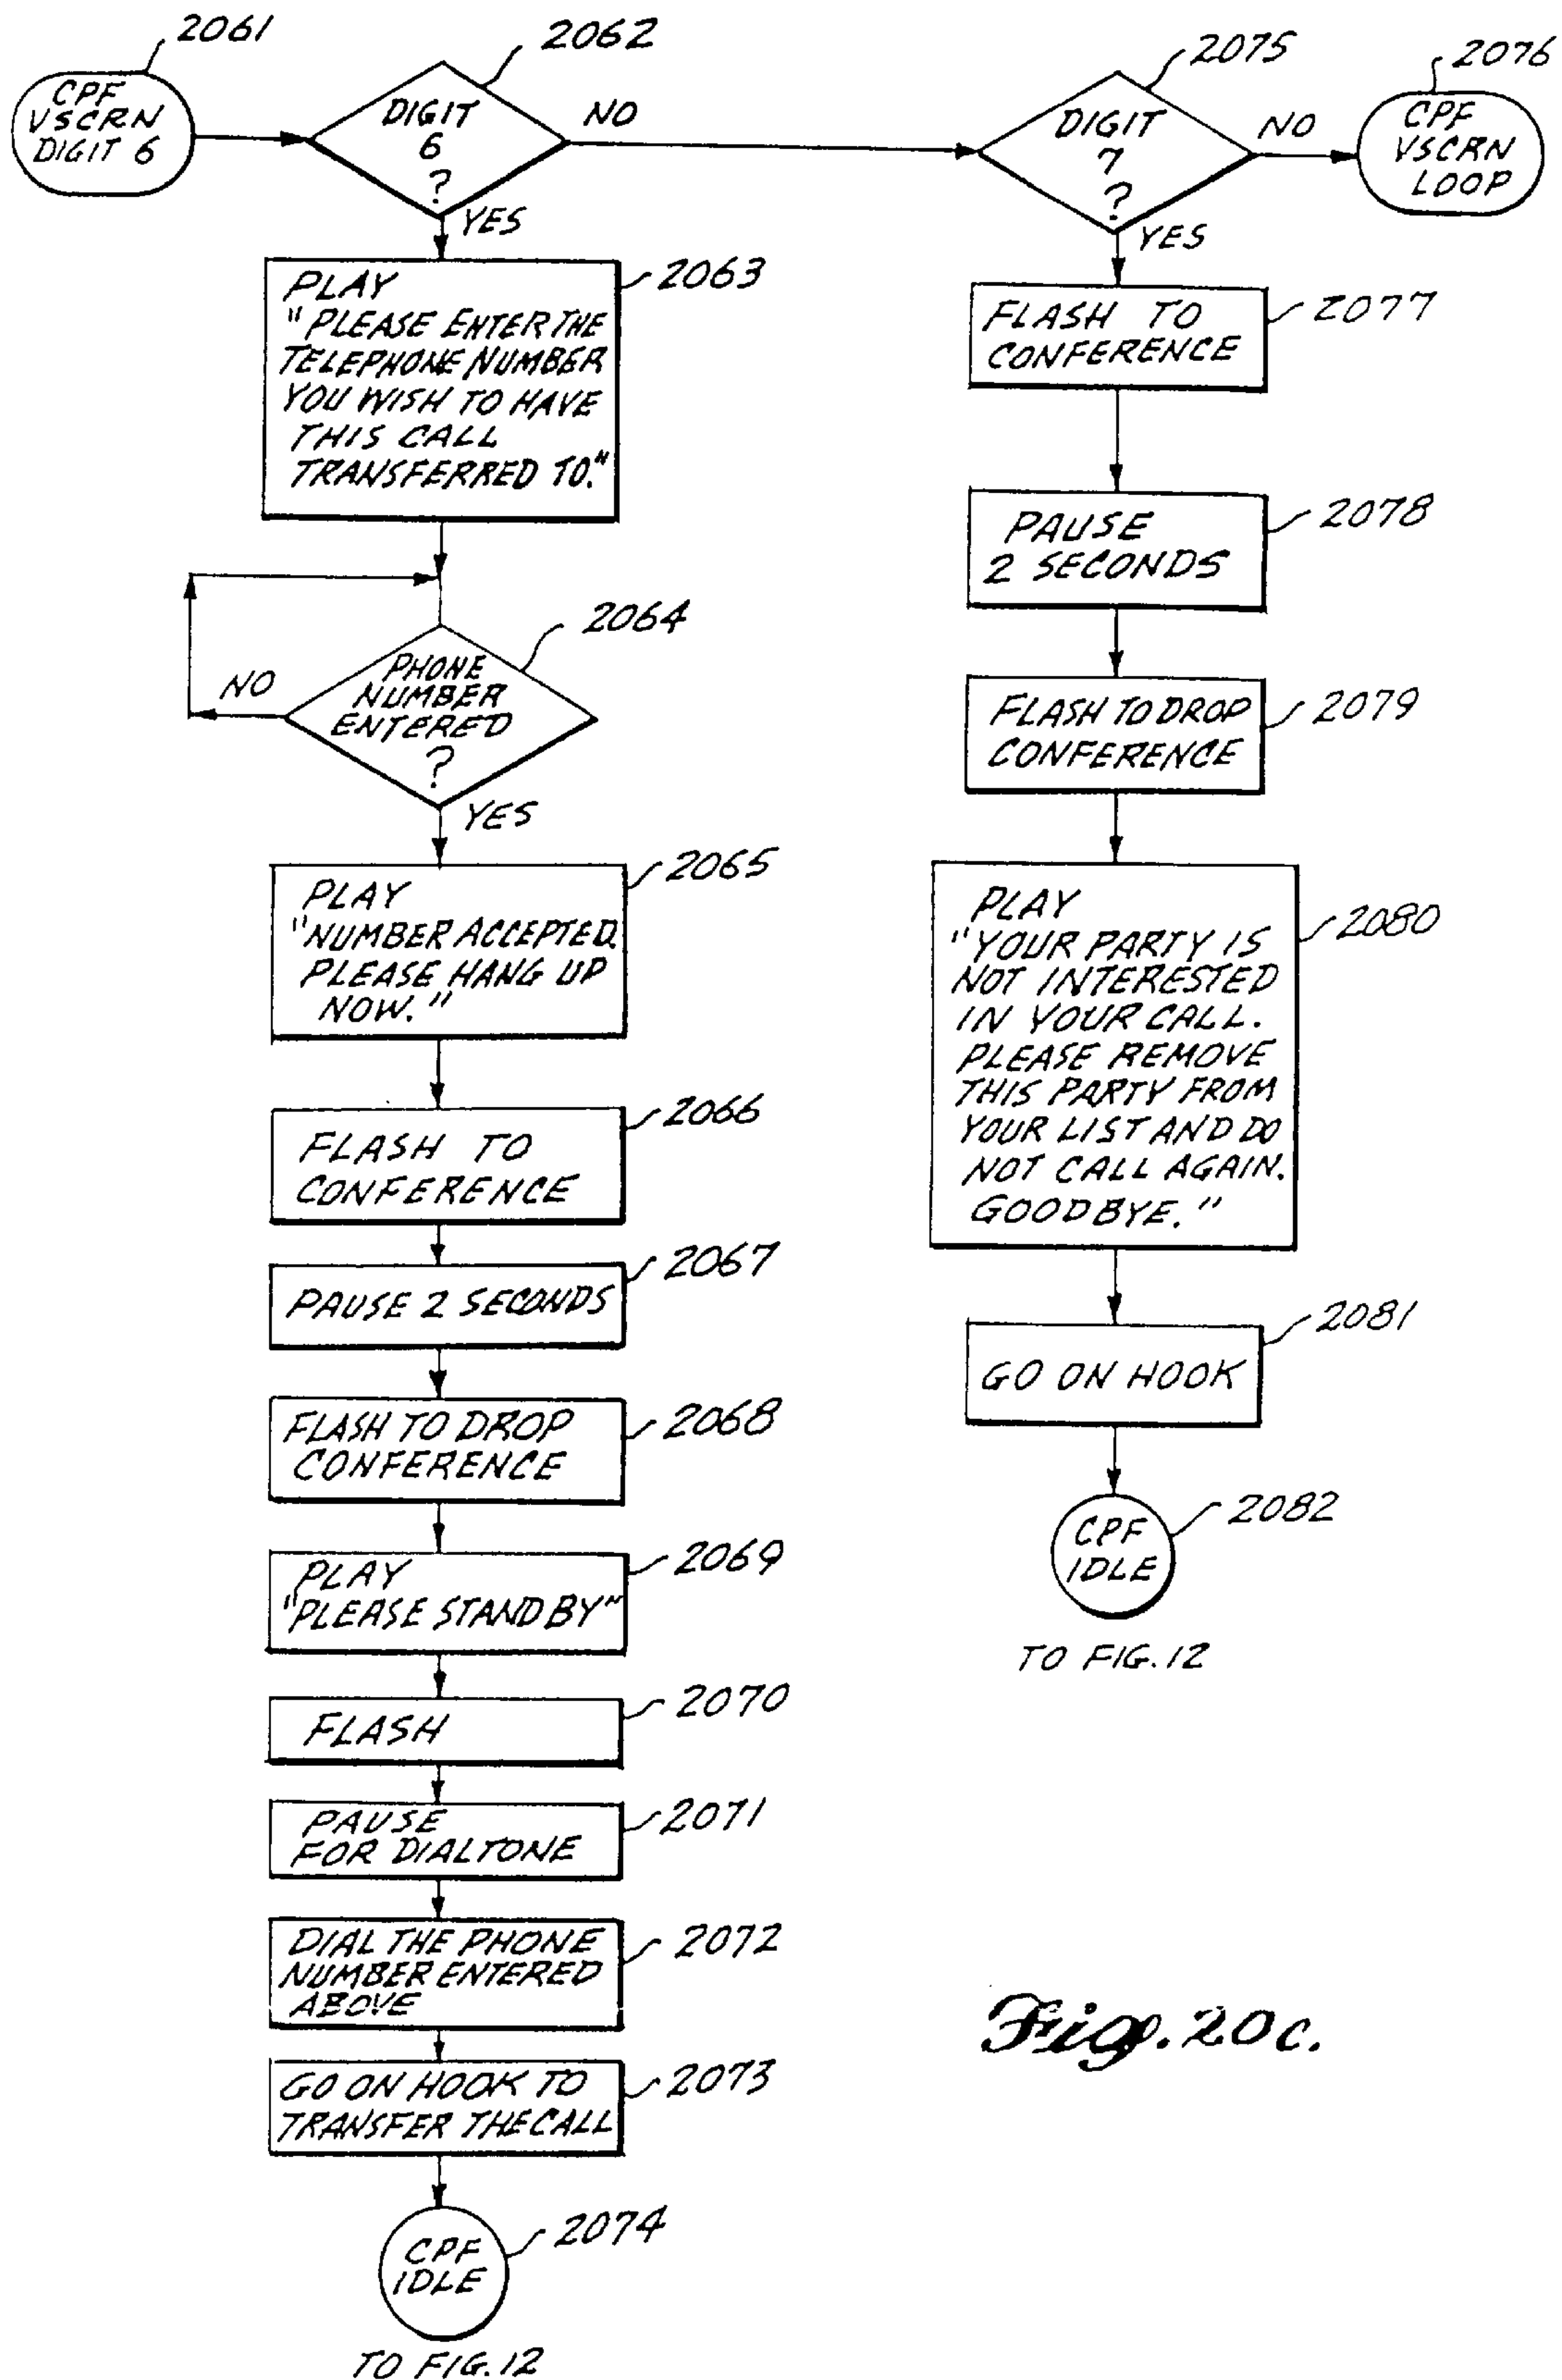 2061
CPF
VSCRN
DIGIT 6
2062
DIGIT
6
?
NO
YES
2075
DIGIT
7
?
NO
YES
2076
CPF
VSCRN
LOOP
2063
PLAY
"PLEASE ENTER THE
TELEPHONE NUMBER
YOU WISH TO HAVE
THIS CALL
TRANSFERRED TO."
2064
PHONE
NUMBER
ENTERED
?
NO
YES
2065
PLAY
"NUMBER ACCEPTED.
PLEASE HANG UP
NOW."
2066
FLASH TO
CONFERENCE
2067
PAUSE 2 SECONDS
2068
FLASH TO DROP
CONFERENCE
2069
PLAY
"PLEASE STAND BY"
2070
FLASH
2071
PAUSE
FOR DIALTONE
2072
DIAL THE PHONE
NUMBER ENTERED
ABOVE
2073
GO ON HOOK TO
TRANSFER THE CALL
2074
CPF
IDLE
TO FIG. 12
2077
FLASH TO
CONFERENCE
2078
PAUSE
2 SECONDS
2079
FLASH TO DROP
CONFERENCE
2080
PLAY
"YOUR PARTY IS
NOT INTERESTED
IN YOUR CALL.
PLEASE REMOVE
THIS PARTY FROM
YOUR LIST AND DO
NOT CALL AGAIN.
GOODBYE."
2081
GO ON HOOK
2082
CPF
IDLE
TO FIG. 12
Fig. 20c.